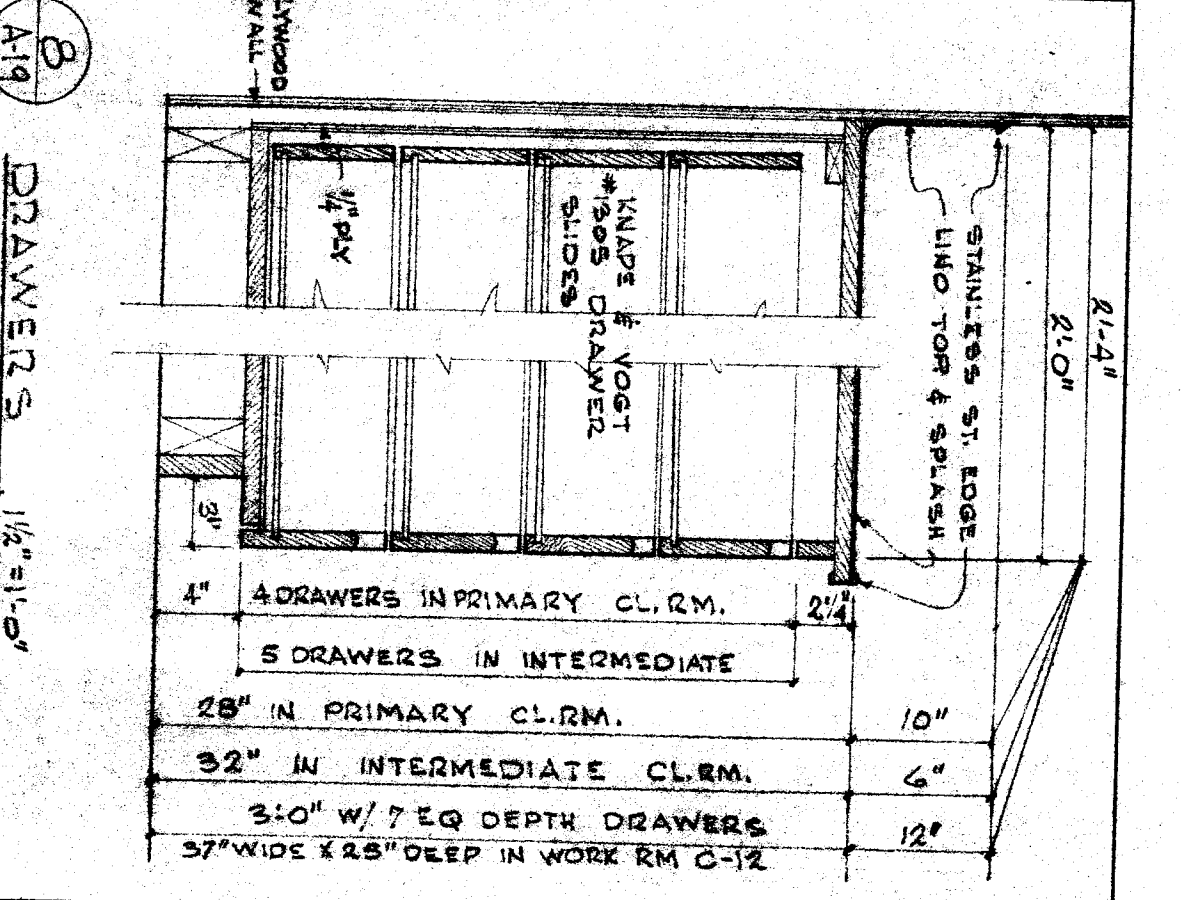 8
A-19
DRAWERS 1½"=1'-0"
WALL
¼" PLY
KNAPE & VOGT
#1305 DRAWER
SLIDES
STAINLESS ST. EDGE
LINO TOP & SPLASH
2'-4"
2'-0"
3"
4"
4 DRAWERS IN PRIMARY CL. RM.
2¼"
5 DRAWERS IN INTERMEDIATE
28" IN PRIMARY CL. RM.
10"
32" IN INTERMEDIATE CL. RM.
6"
3'-0" W/ 7 EQ DEPTH DRAWERS
12"
37" WIDE X 28" DEEP IN WORK RM C-12